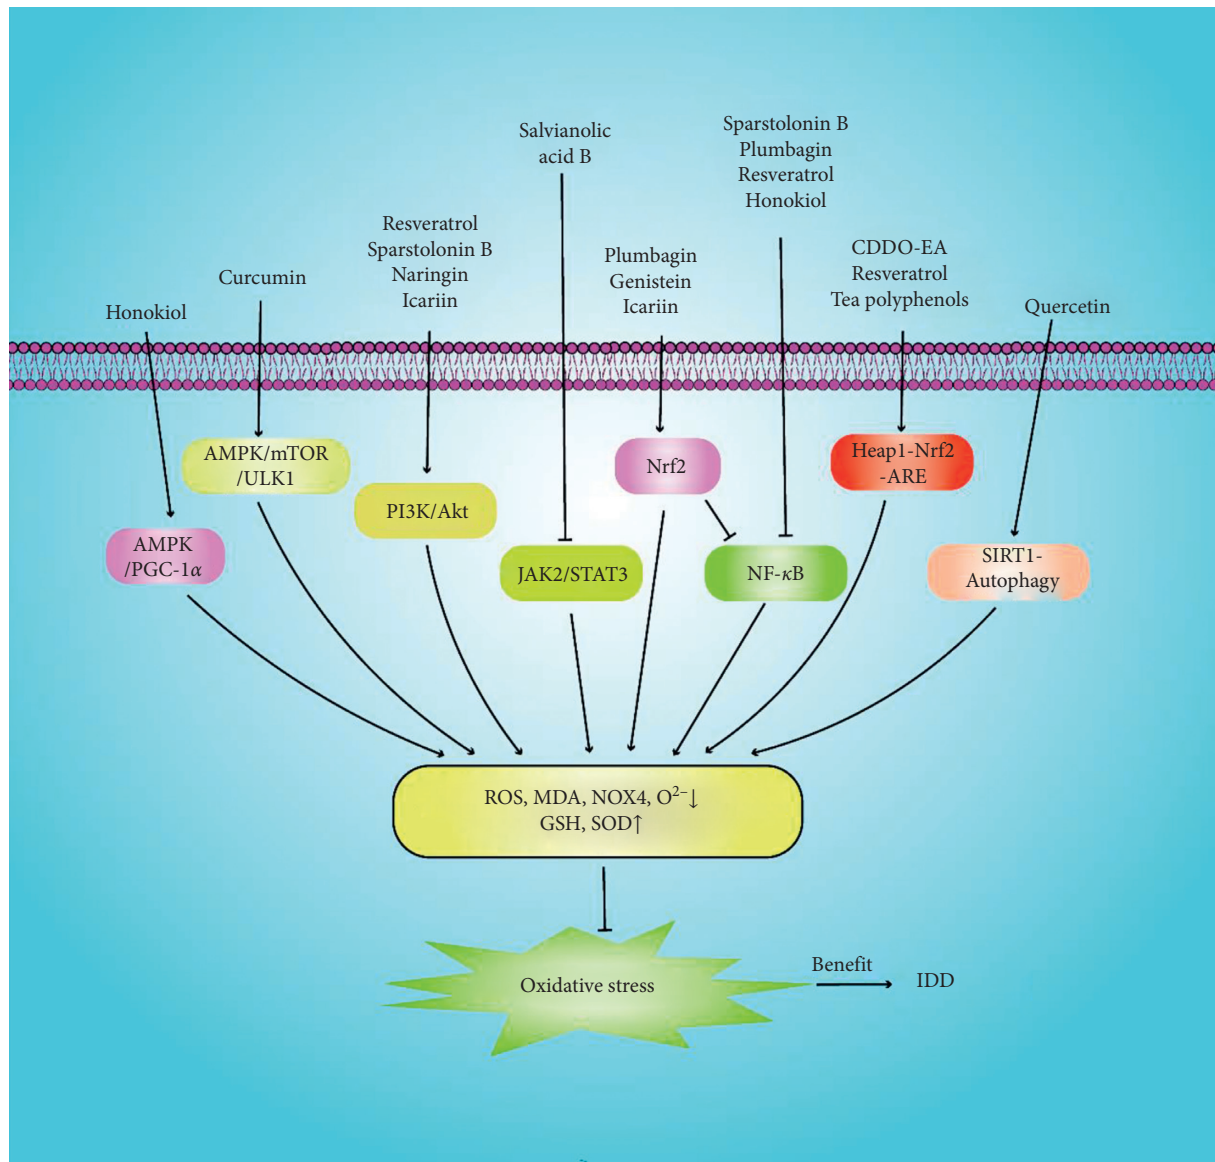 Salvianolic
acid B
Sparstolonin B
Plumbagin
Resveratrol
Honokiol
Resveratrol
Sparstolonin B
Naringin
Icariin
Plumbagin
Genistein
Icariin
CDDO-EA
Resveratrol
Tea polyphenols
Curcumin
Honokiol
Quercetin
AMPK/mTOR
/ULK1
Nrf2
Heap1-Nrf2
-ARE
PI3K/Akt
AMPK
/PGC-1α
JAK2/STAT3
NF-κB
SIRT1-
Autophagy
ROS, MDA, NOX4, O²⁻↓
GSH, SOD↑
Oxidative stress
Benefit
IDD